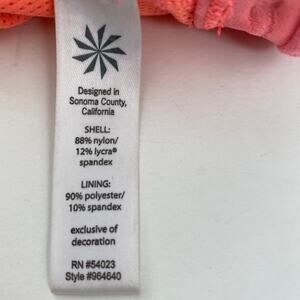 Designed in
Sonoma County,
California
SHELL:
88% nylon/
12% lycra®
spandex
LINING:
90% polyester/
10% spandex
exclusive of
decoration
RN #54023
Style #964640